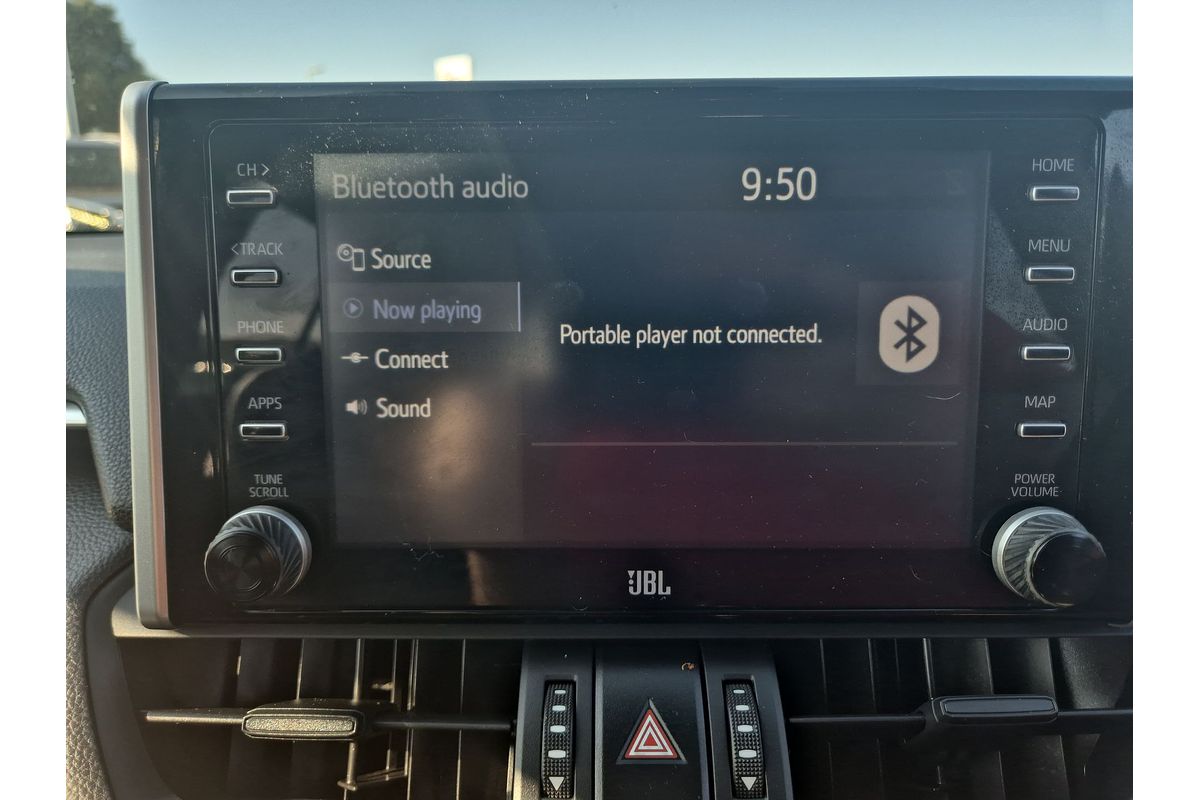 CH >
<TRACK
PHONE
APPS
TUNE
SCROLL
Bluetooth audio
9:50
Source
Now playing
Connect
Sound
Portable player not connected.
HOME
MENU
AUDIO
MAP
POWER
VOLUME
JBL